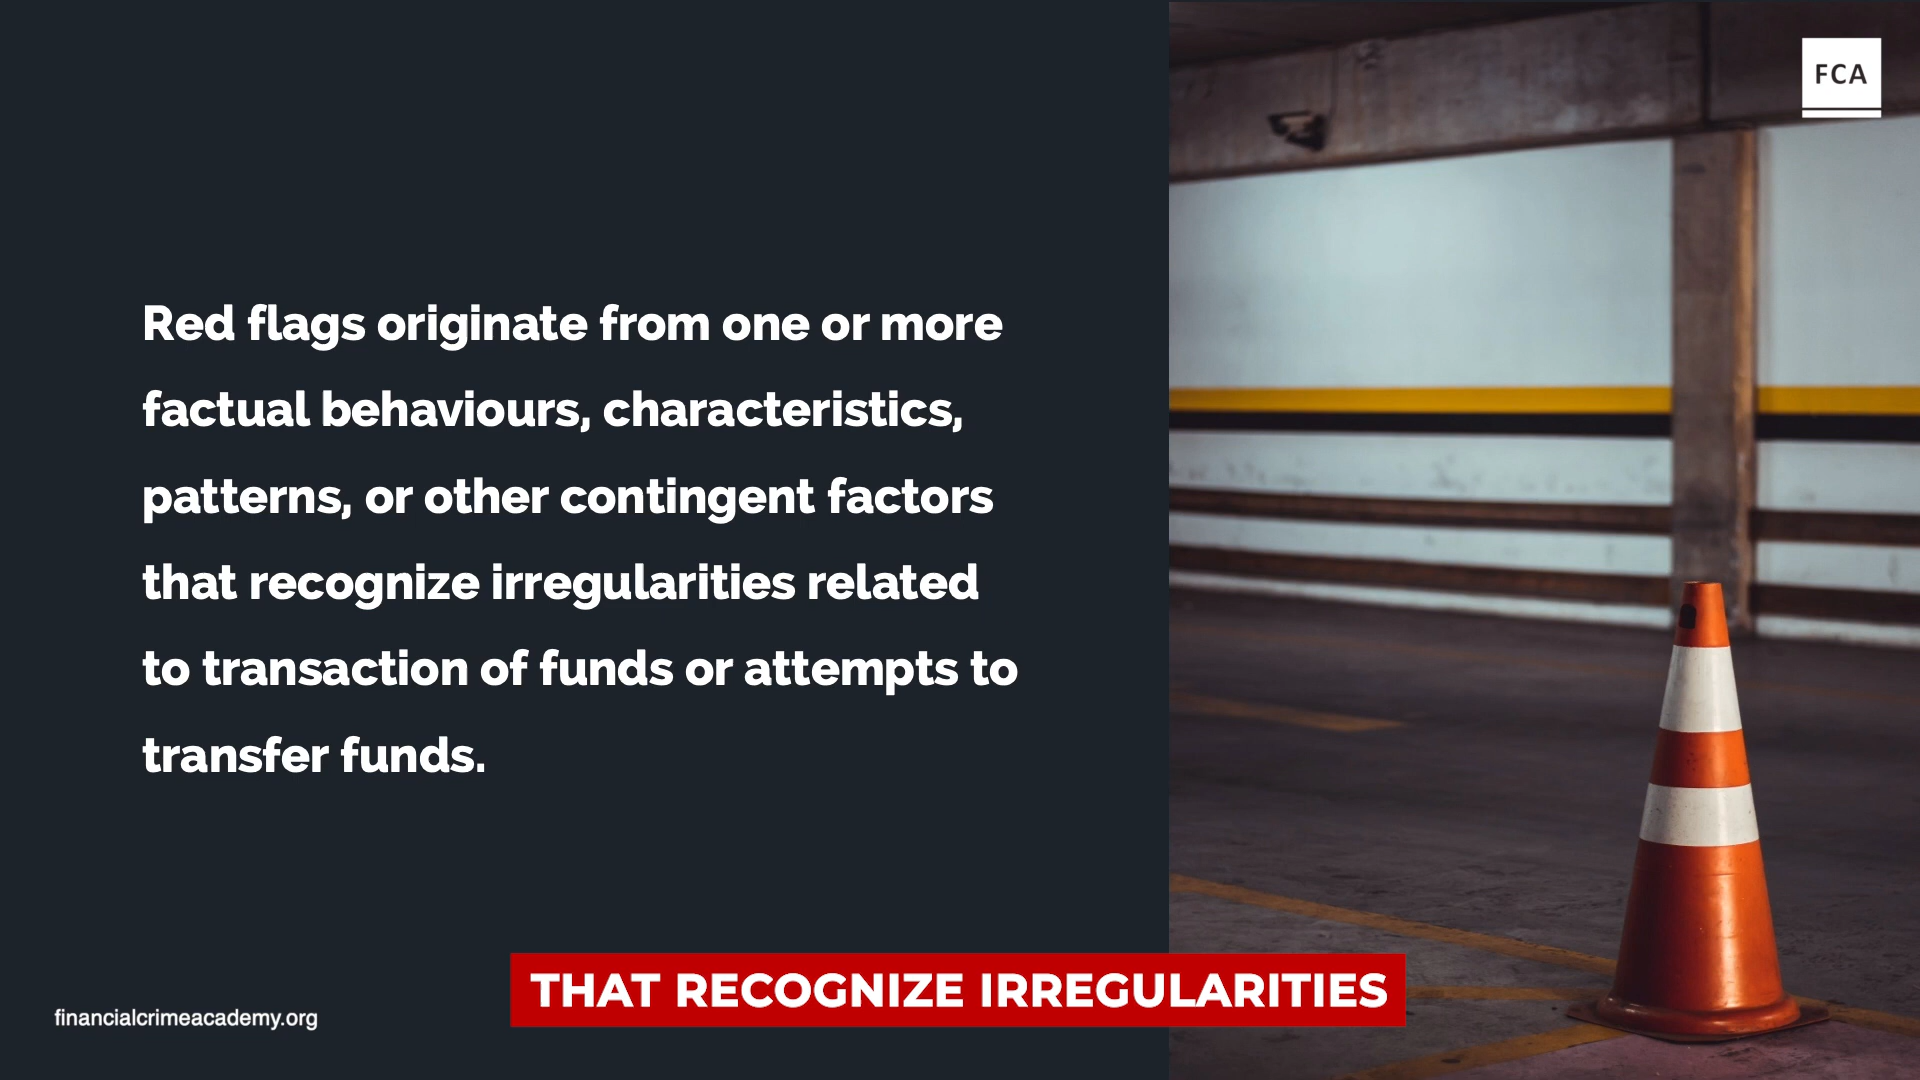 FCA
Red flags originate from one or more
factual behaviours, characteristics,
patterns, or other contingent factors
that recognize irregularities related
to transaction of funds or attempts to
transfer funds.
THAT RECOGNIZE IRREGULARITIES
financialcrimeacademy.org